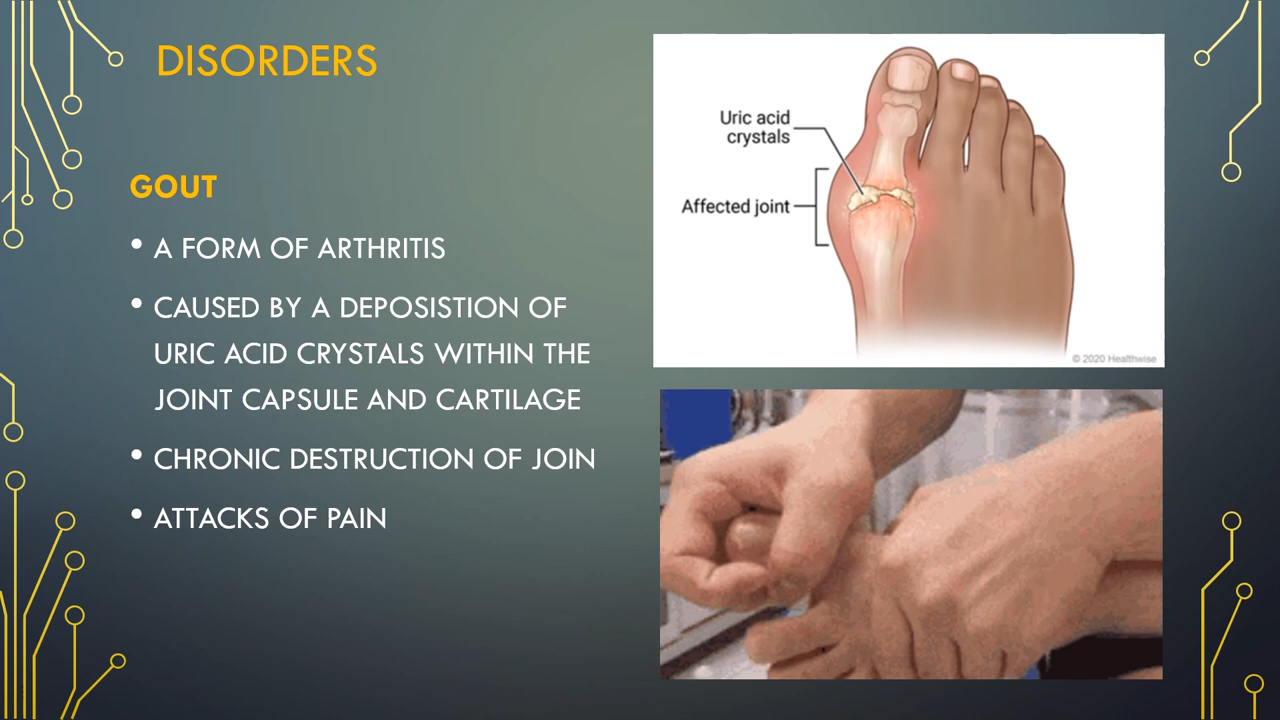 DISORDERS
GOUT
• A FORM OF ARTHRITIS
• CAUSED BY A DEPOSISTION OF
URIC ACID CRYSTALS WITHIN THE
JOINT CAPSULE AND CARTILAGE
• CHRONIC DESTRUCTION OF JOIN
• ATTACKS OF PAIN
Uric acid
crystals
Affected joint
© 2020 Healthwise